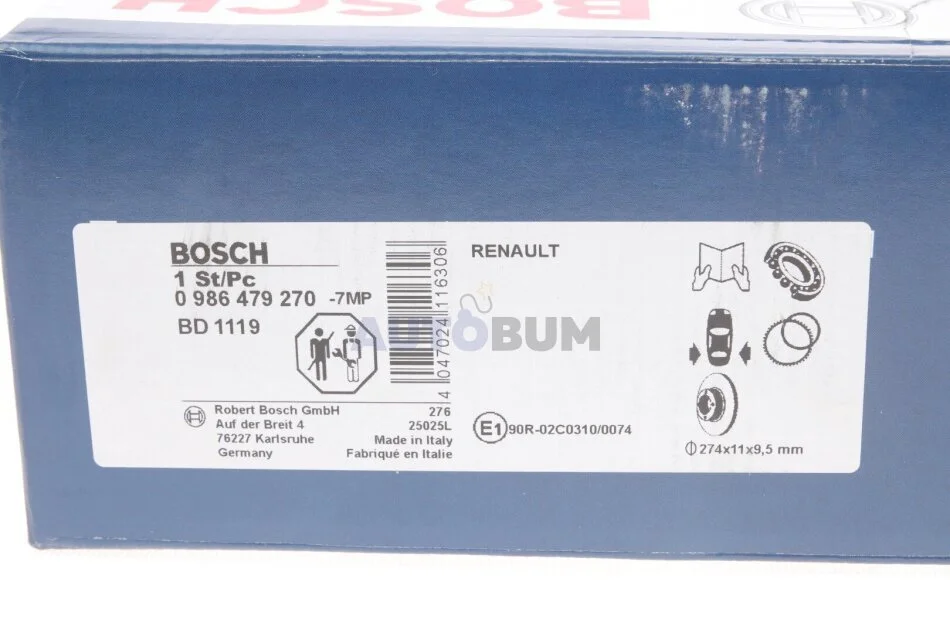 BOSCH
BOSCH
1 St/Pc
0 986 479 270 -7MP
BD 1119
4 047024 116306
RENAULT
AUTOBUM
Robert Bosch GmbH
Auf der Breit 4
76227 Karlsruhe
Germany
276
25025L
Made in Italy
Fabriqué en Italie
E1 90R-02C0310/0074
274x11x9,5 mm